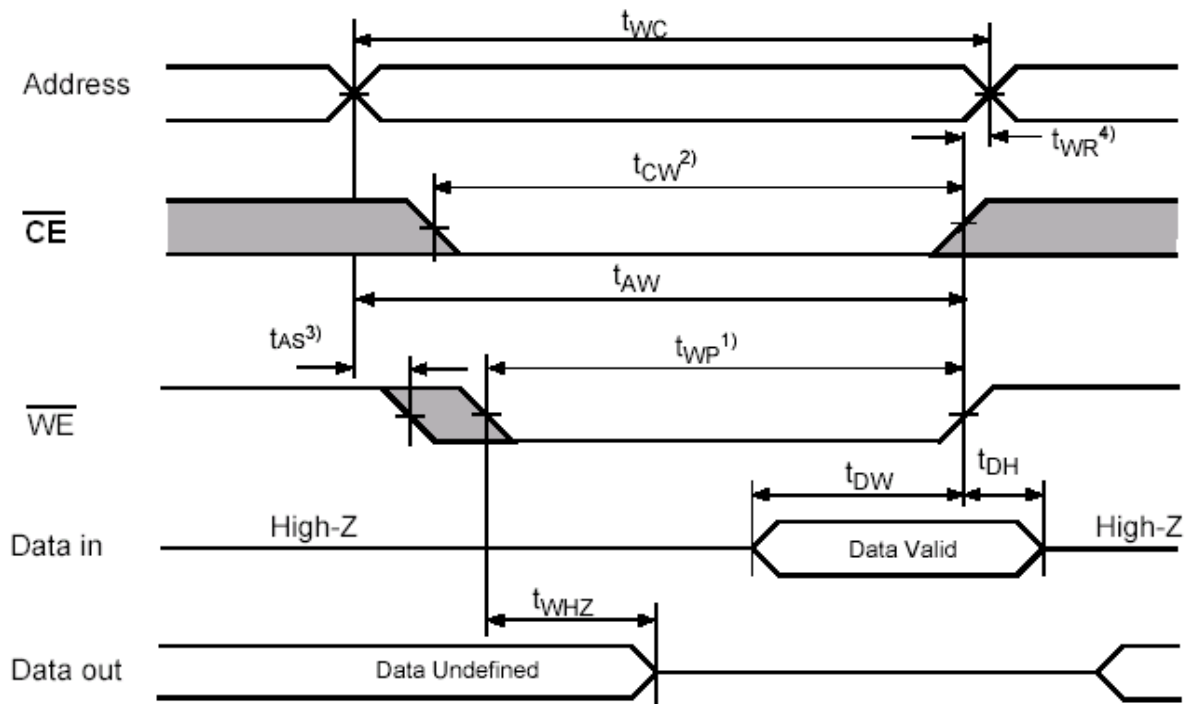 tWC
Address
tWR4)
tCW2)
CE
tAW
tAS3)
tWP1)
WE
tDW
tDH
High-Z
High-Z
Data in
Data Valid
tWHZ
Data out
Data Undefined